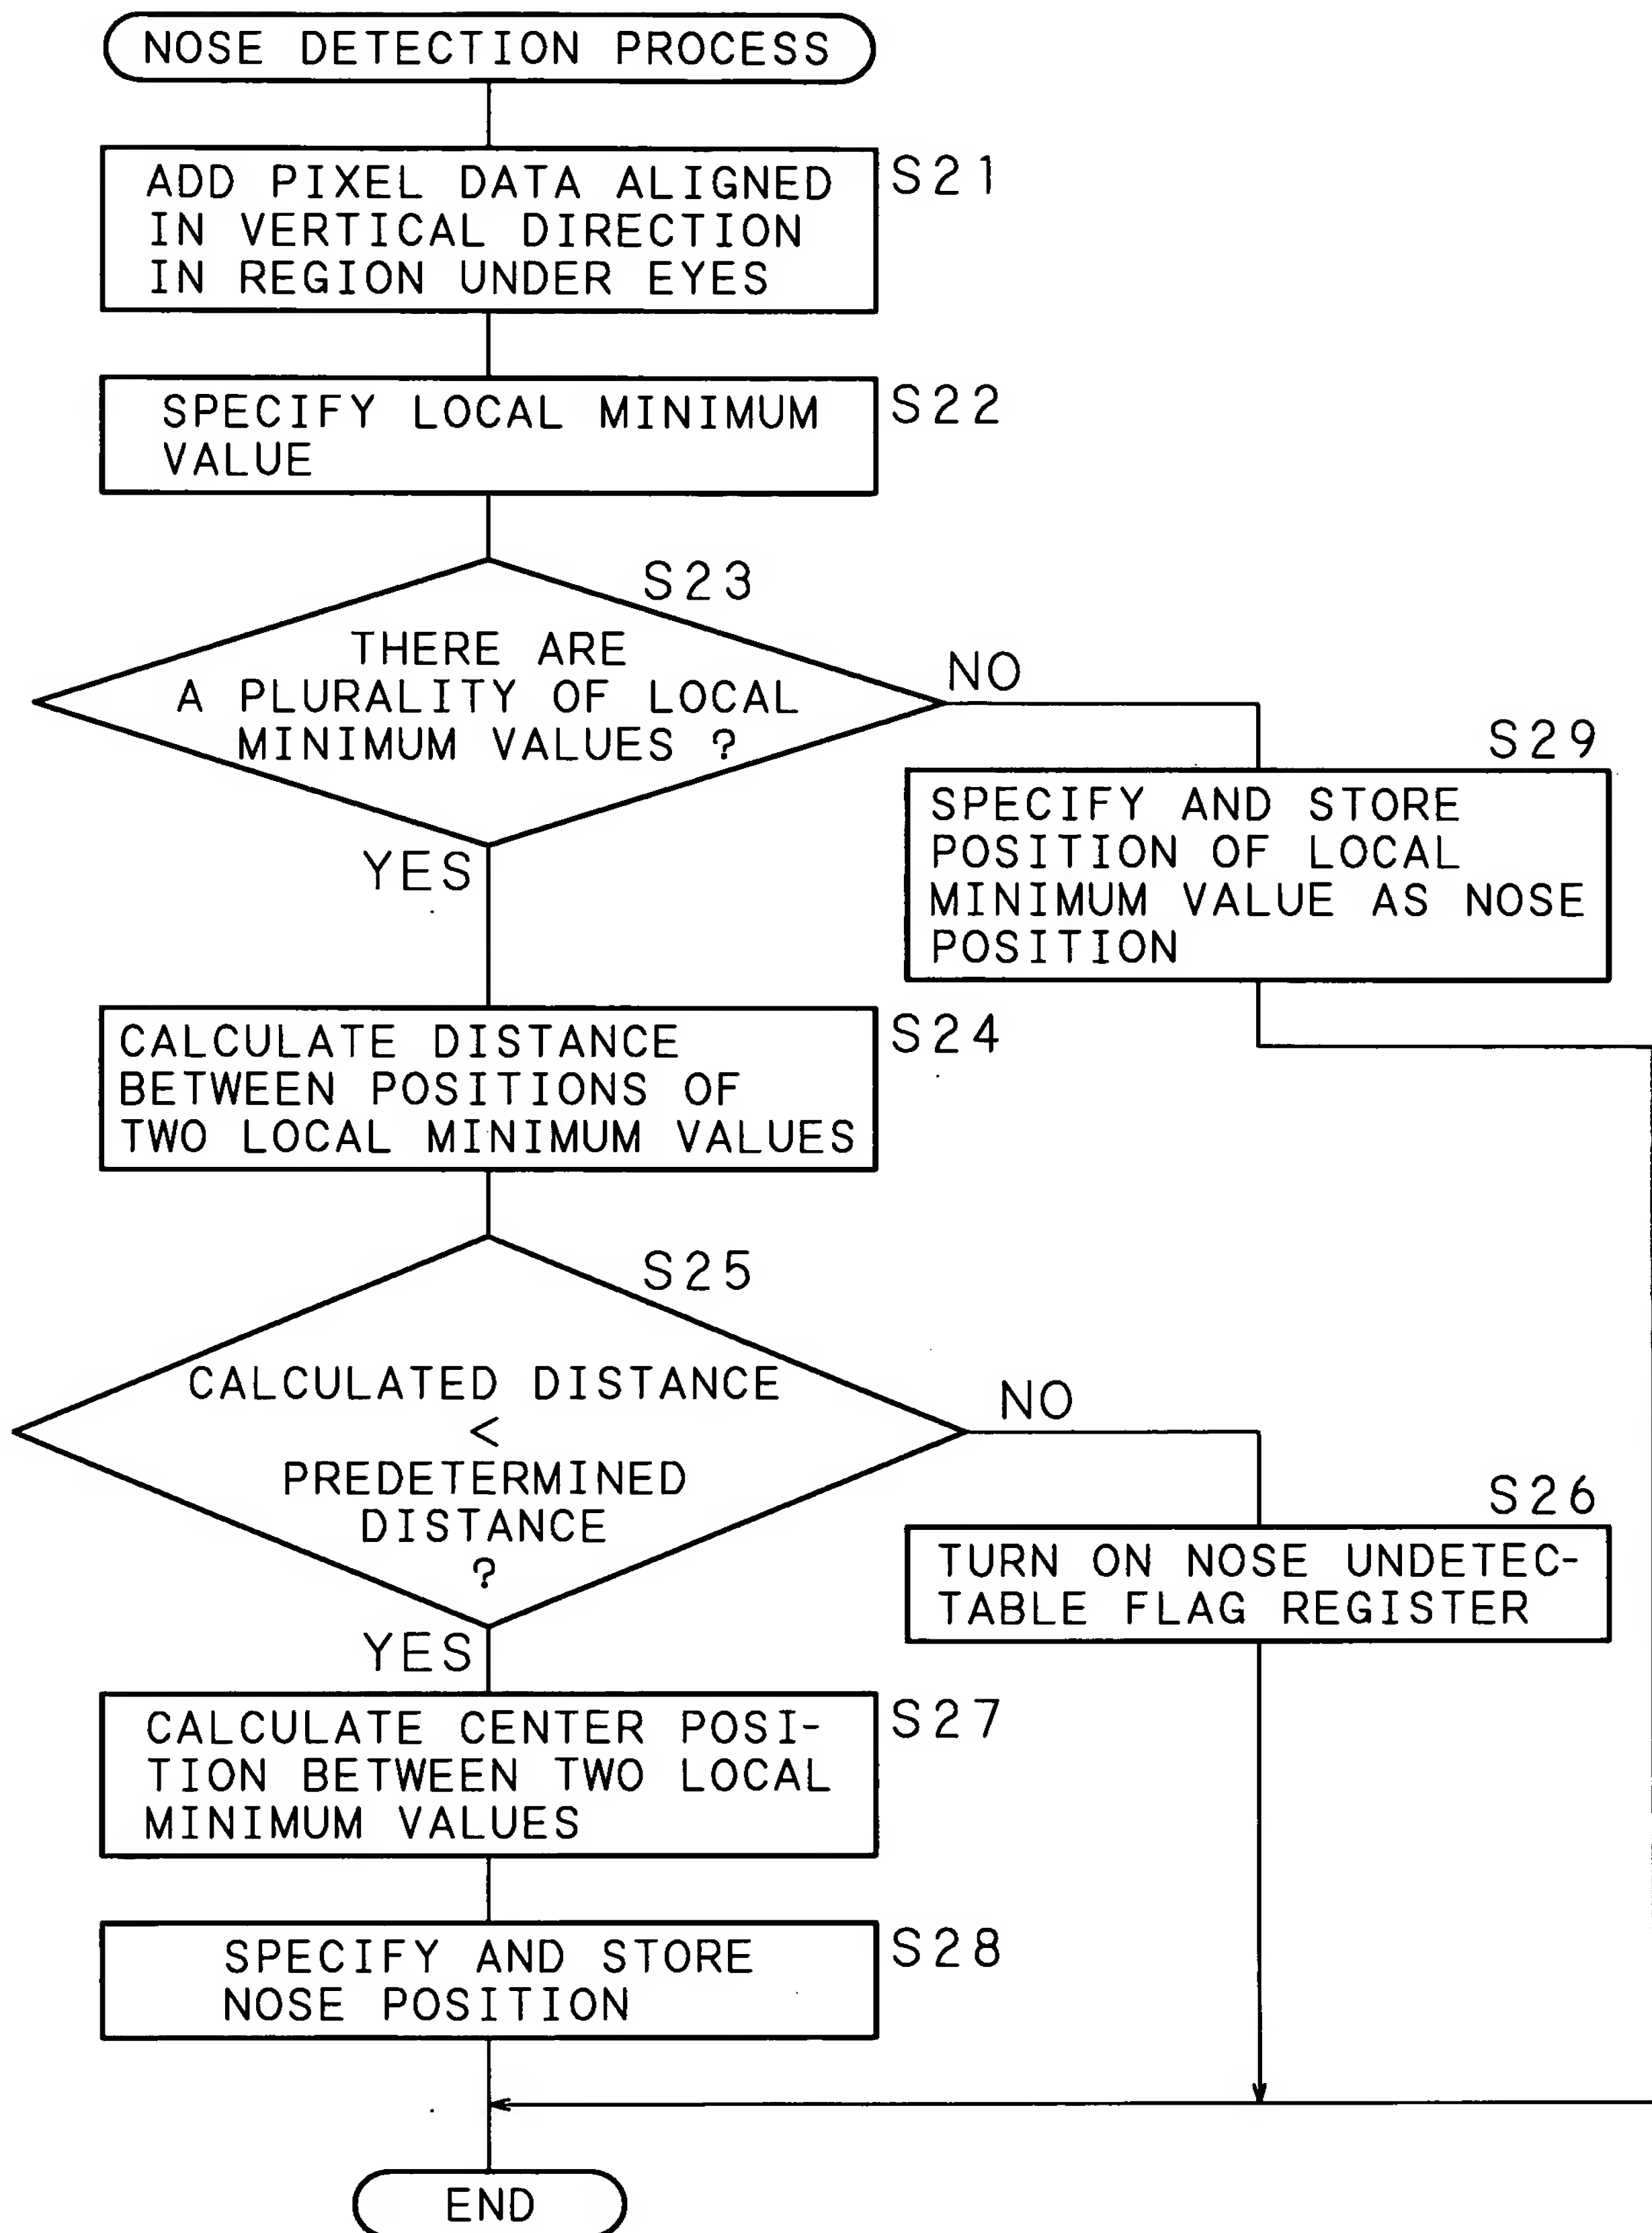 NOSE DETECTION PROCESS
ADD PIXEL DATA ALIGNED
IN VERTICAL DIRECTION
IN REGION UNDER EYES
S21
SPECIFY LOCAL MINIMUM
VALUE
S22
S23
THERE ARE
A PLURALITY OF LOCAL
MINIMUM VALUES ?
NO
YES
S29
SPECIFY AND STORE
POSITION OF LOCAL
MINIMUM VALUE AS NOSE
POSITION
CALCULATE DISTANCE
BETWEEN POSITIONS OF
TWO LOCAL MINIMUM VALUES
S24
S25
CALCULATED DISTANCE
<
PREDETERMINED
DISTANCE
?
NO
YES
S26
TURN ON NOSE UNDETEC-
TABLE FLAG REGISTER
CALCULATE CENTER POSI-
TION BETWEEN TWO LOCAL
MINIMUM VALUES
S27
SPECIFY AND STORE
NOSE POSITION
S28
END